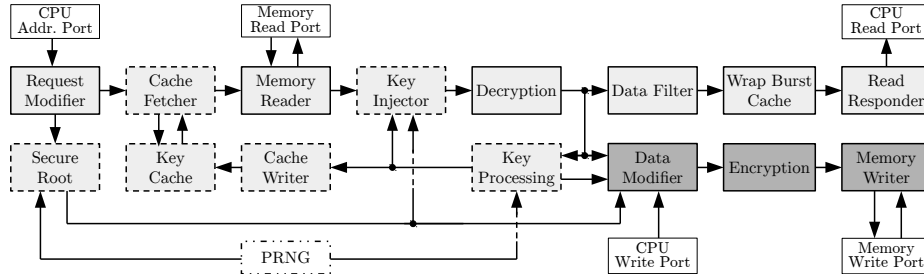 CPU
Addr. Port
Memory
Read Port
CPU
Read Port
Request
Modifier
Cache
Fetcher
Memory
Reader
Key
Injector
Decryption
Data Filter
Wrap Burst
Cache
Read
Responder
Secure
Root
Key
Cache
Cache
Writer
Key
Processing
Data
Modifier
Encryption
Memory
Writer
PRNG
CPU
Write Port
Memory
Write Port